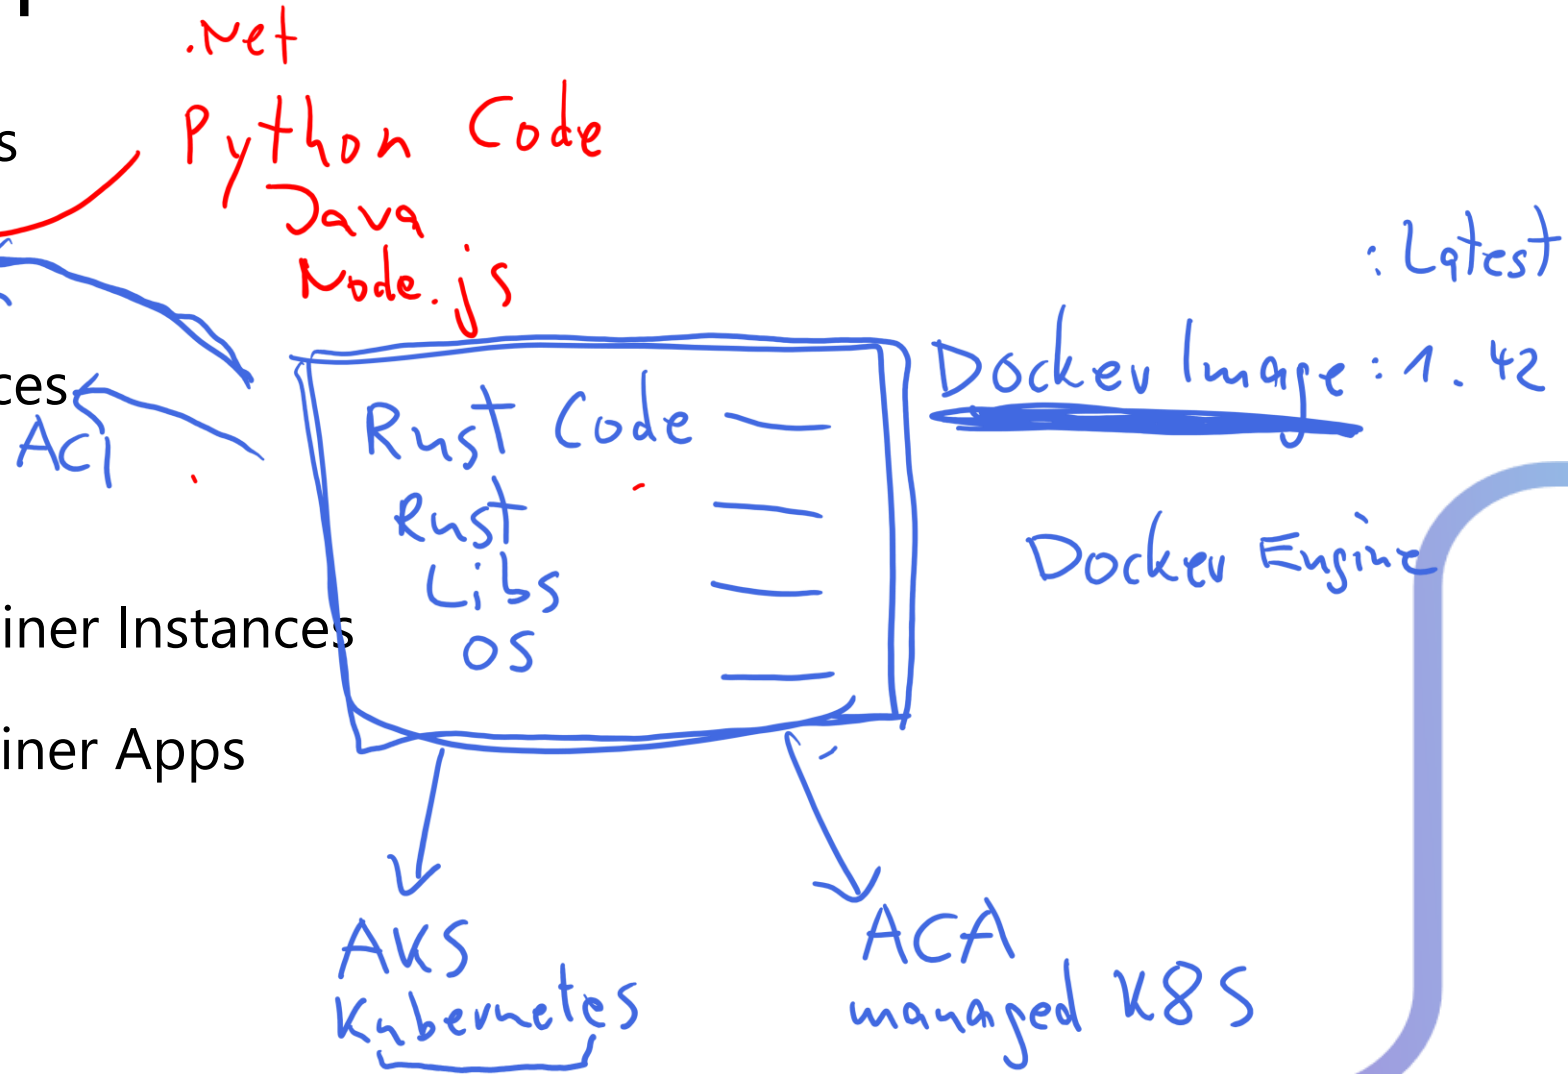 .Net
Python Code
Java
Node.js
s
: Latest
Docker Image : 1.42
ces
ACI
Rust Code
Rust
Libs
OS
Docker Engine
iner Instances
iner Apps
AKS
Kubernetes
ACA
managed K8S